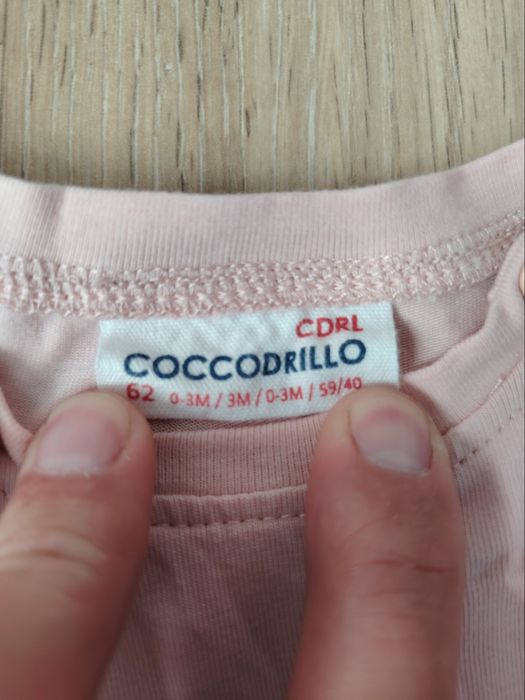 CDRL
COCCODRILLO
62 0-3M / 3M / 0-3M / 59/40